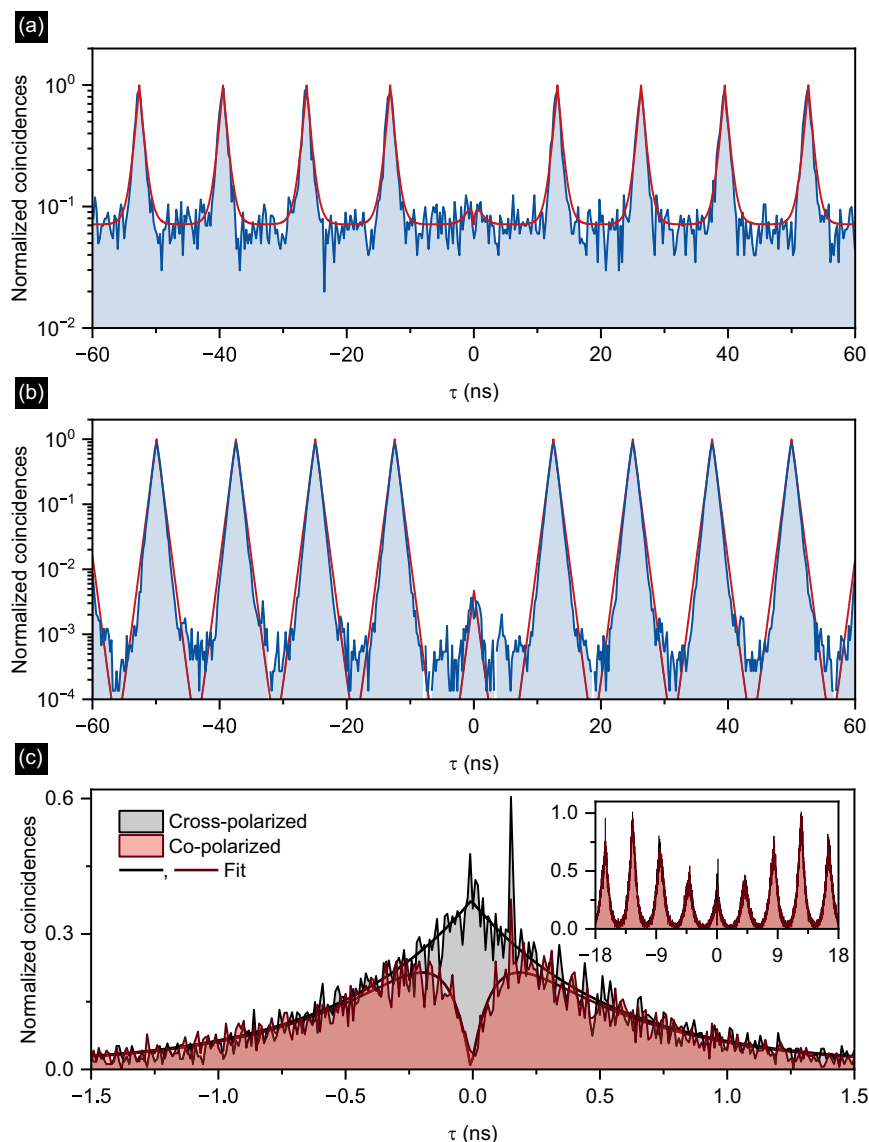 (a)
Normalized coincidences
10⁰
10⁻¹
10⁻²
−60 −40 −20 0 20 40 60
τ (ns)
(b)
Normalized coincidences
10⁰
10⁻¹
10⁻²
10⁻³
10⁻⁴
−60 −40 −20 0 20 40 60
τ (ns)
(c)
Normalized coincidences
0.6
0.3
0.0
Cross-polarized
Co-polarized
, Fit
1.0
0.5
0.0
−18 −9 0 9 18
−1.5 −1.0 −0.5 0.0 0.5 1.0 1.5
τ (ns)